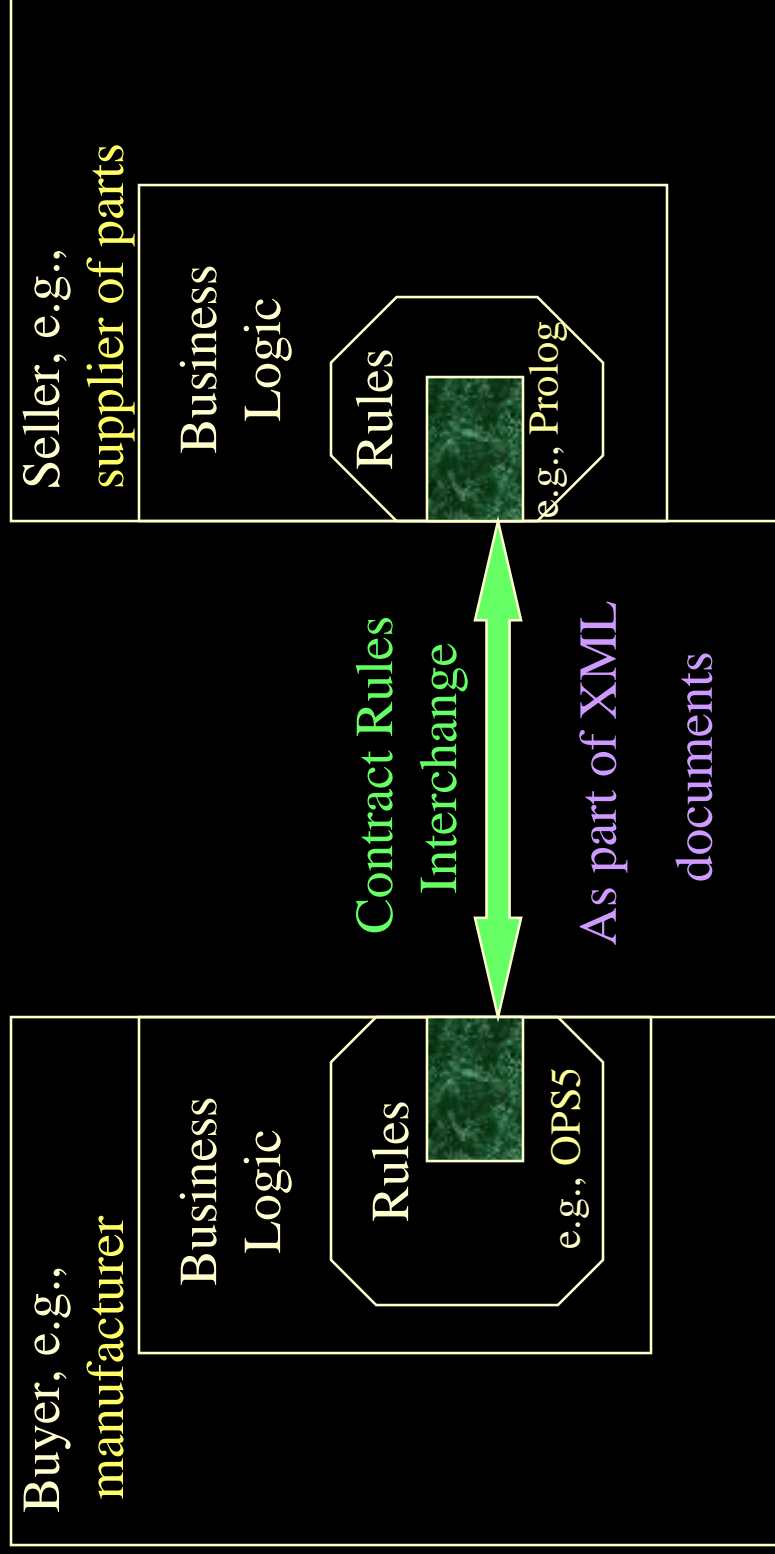 Buyer, e.g.,
manufacturer
Business
Logic
Rules
e.g., OPS5
Contract Rules
Interchange
As part of XML
documents
Seller, e.g.,
supplier of parts
Business
Logic
Rules
e.g., Prolog